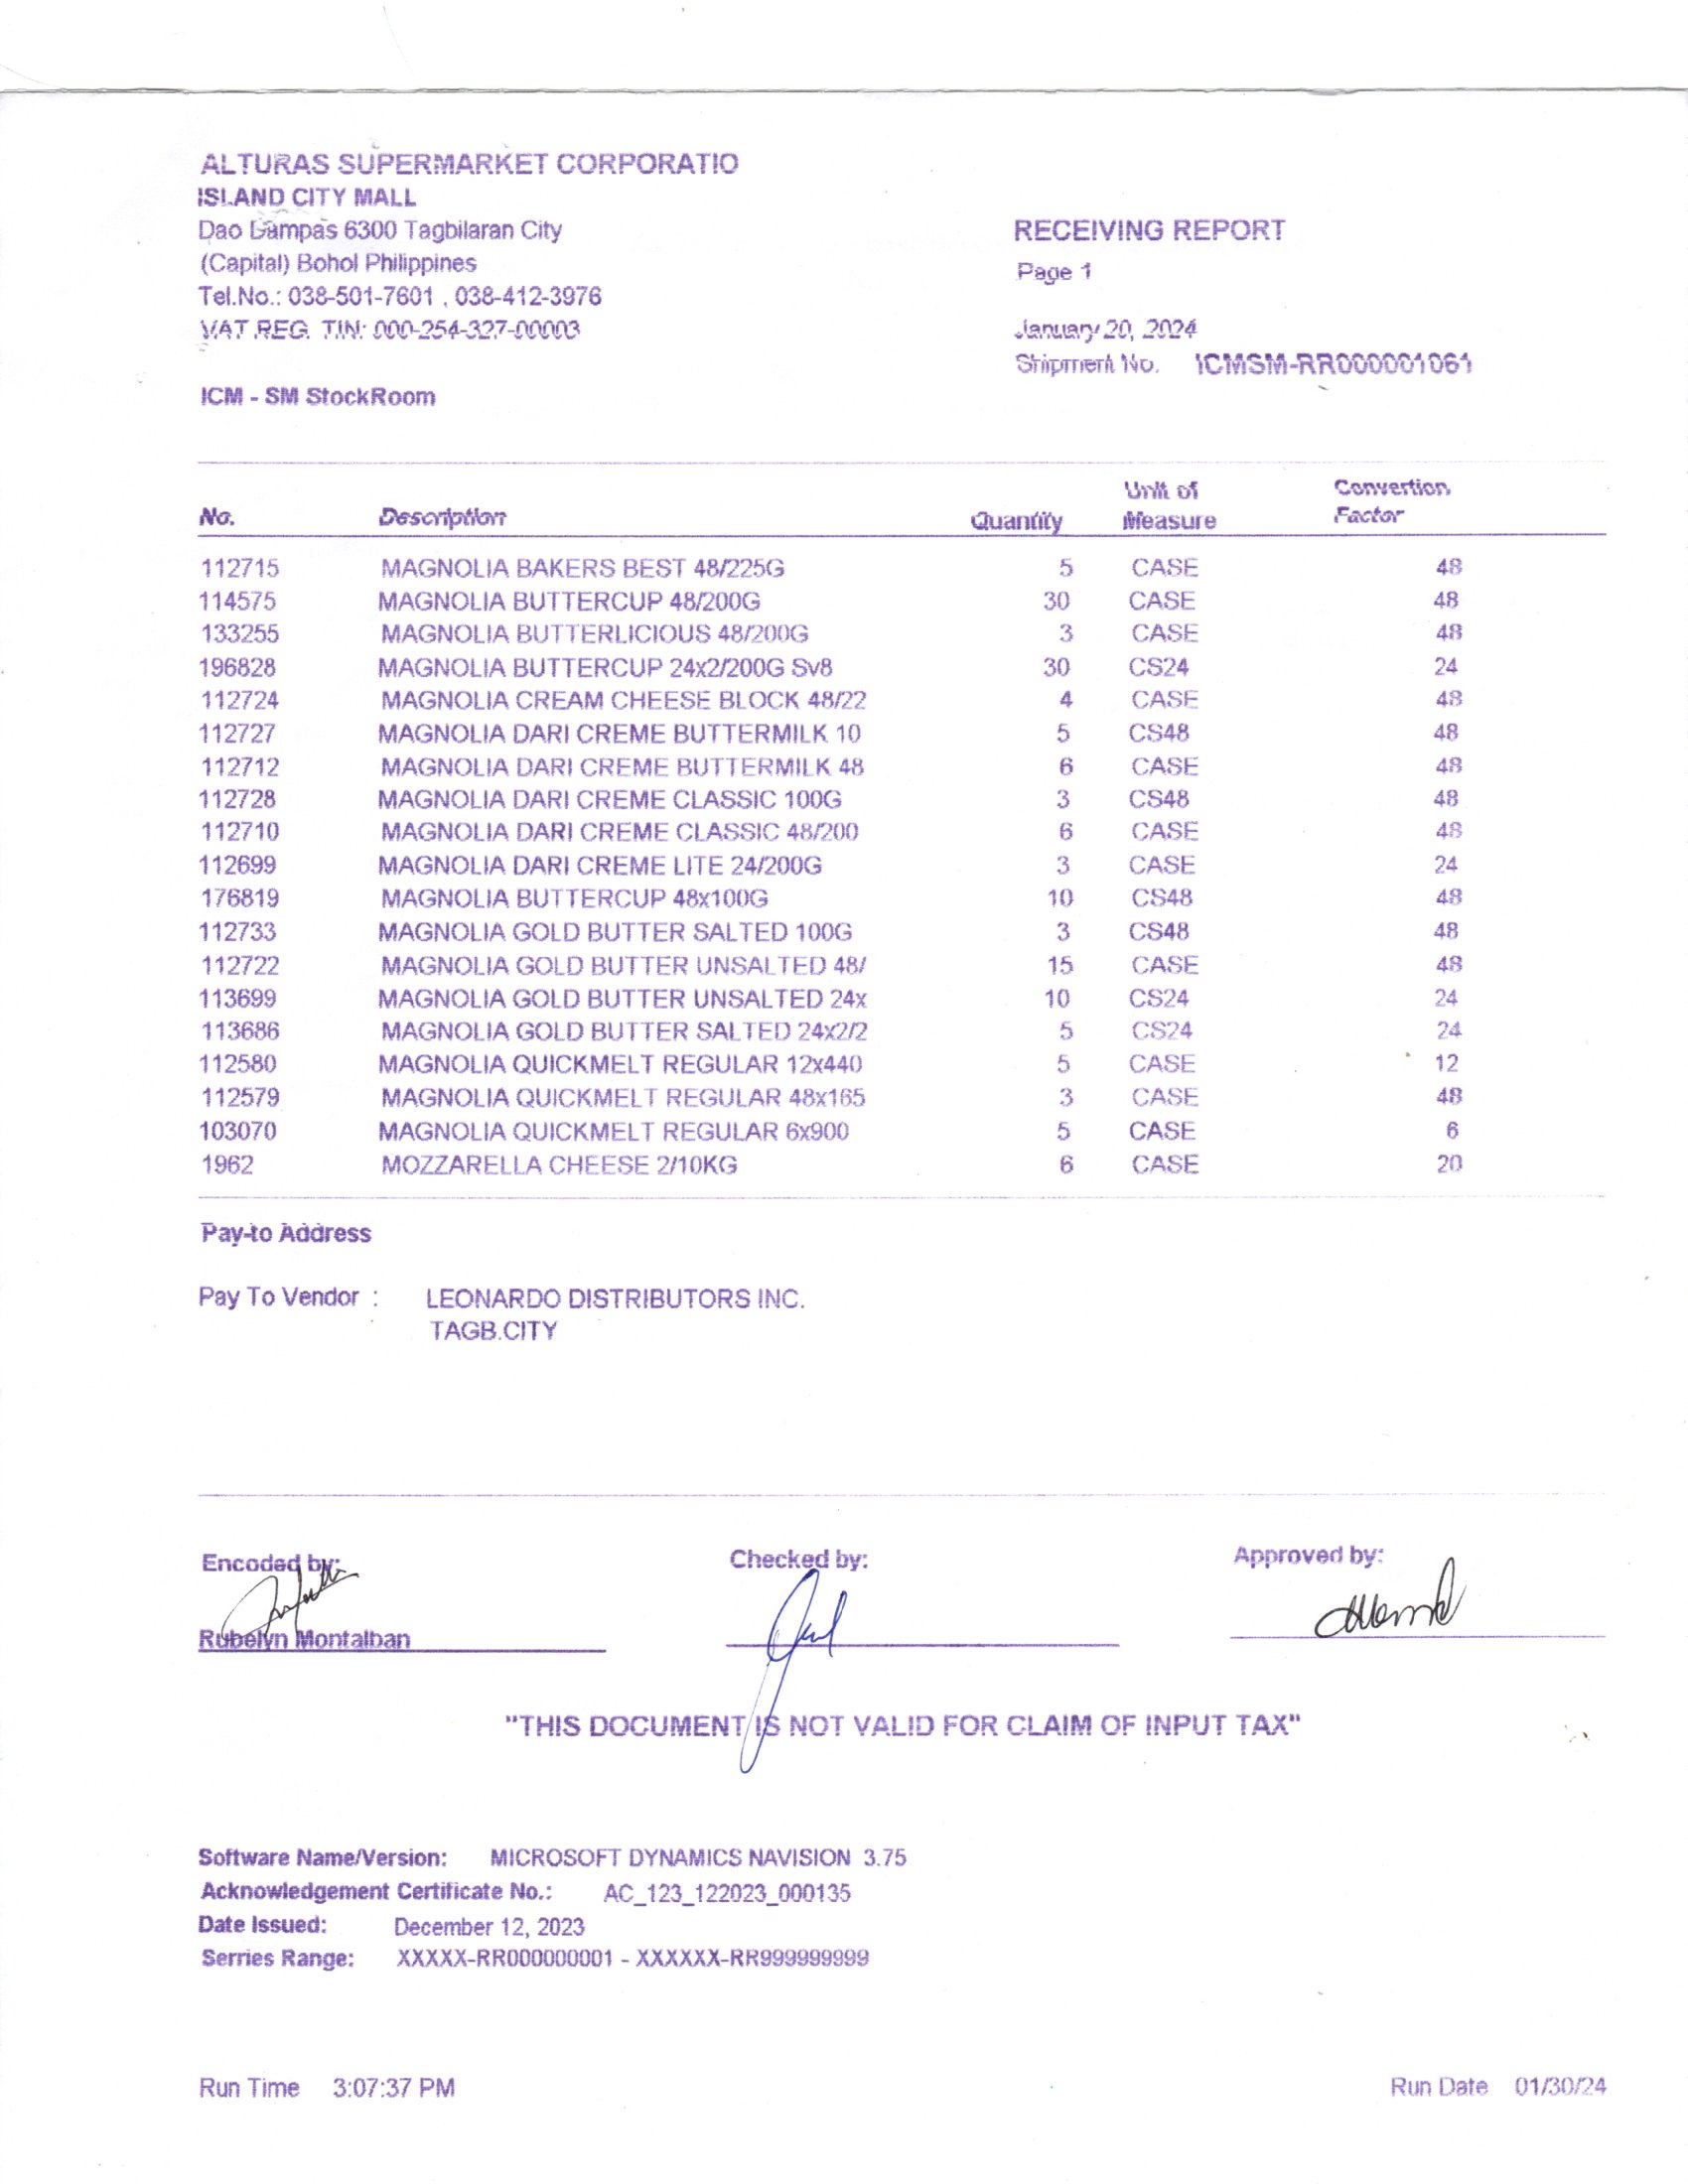 ALTURAS SUPERMARKET CORPORATIO
ISLAND CITY MALL
Dao Dampas 6300 Tagbilaran City
(Capital) Bohol Philippines
Tel.No.: 038-501-7601 , 038-412-3976
VAT.REG. TIN: 000-254-327-00003
RECEIVING REPORT
Page 1
January 20, 2024
Shipment No. ICMSM-RR000001061
ICM - SM StockRoom
No. Description Quantity Unit of Measure Convertion Factor
112715 MAGNOLIA BAKERS BEST 48/225G 5 CASE 48
114575 MAGNOLIA BUTTERCUP 48/200G 30 CASE 48
133255 MAGNOLIA BUTTERLICIOUS 48/200G 3 CASE 48
196828 MAGNOLIA BUTTERCUP 24x2/200G Sv8 30 CS24 24
112724 MAGNOLIA CREAM CHEESE BLOCK 48/22 4 CASE 48
112727 MAGNOLIA DARI CREME BUTTERMILK 10 5 CS48 48
112712 MAGNOLIA DARI CREME BUTTERMILK 48 6 CASE 48
112728 MAGNOLIA DARI CREME CLASSIC 100G 3 CS48 48
112710 MAGNOLIA DARI CREME CLASSIC 48/200 6 CASE 48
112699 MAGNOLIA DARI CREME LITE 24/200G 3 CASE 24
176819 MAGNOLIA BUTTERCUP 48x100G 10 CS48 48
112733 MAGNOLIA GOLD BUTTER SALTED 100G 3 CS48 48
112722 MAGNOLIA GOLD BUTTER UNSALTED 48/ 15 CASE 48
113699 MAGNOLIA GOLD BUTTER UNSALTED 24x 10 CS24 24
113686 MAGNOLIA GOLD BUTTER SALTED 24x2/2 5 CS24 24
112580 MAGNOLIA QUICKMELT REGULAR 12x440 5 CASE 12
112579 MAGNOLIA QUICKMELT REGULAR 48x165 3 CASE 48
103070 MAGNOLIA QUICKMELT REGULAR 6x900 5 CASE 6
1962 MOZZARELLA CHEESE 2/10KG 6 CASE 20
Pay-to Address
Pay To Vendor : LEONARDO DISTRIBUTORS INC.
TAGB.CITY
Encoded by: Checked by: Approved by:
Rubelyn Montalban
"THIS DOCUMENT IS NOT VALID FOR CLAIM OF INPUT TAX"
Software Name/Version: MICROSOFT DYNAMICS NAVISION 3.75
Acknowledgement Certificate No.: AC_123_122023_000135
Date Issued: December 12, 2023
Serries Range: XXXXX-RR000000001 - XXXXXX-RR999999999
Run Time 3:07:37 PM Run Date 01/30/24